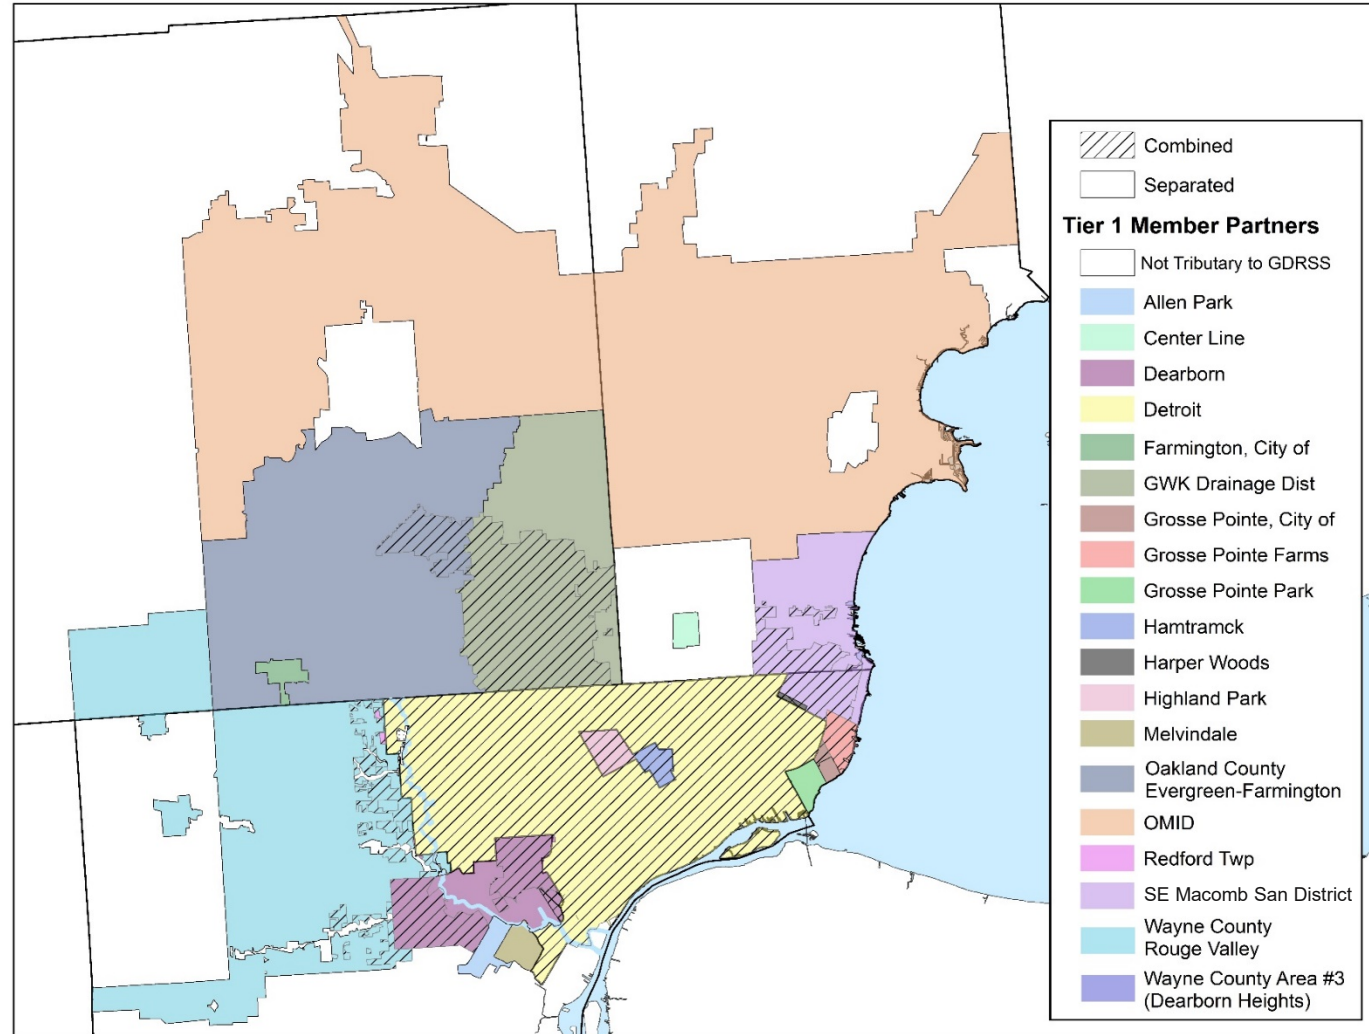 Combined
Separated
Tier 1 Member Partners
Not Tributary to GDRSS
Allen Park
Center Line
Dearborn
Detroit
Farmington, City of
GWK Drainage Dist
Grosse Pointe, City of
Grosse Pointe Farms
Grosse Pointe Park
Hamtramck
Harper Woods
Highland Park
Melvindale
Oakland County
Evergreen-Farmington
OMID
Redford Twp
SE Macomb San District
Wayne County
Rouge Valley
Wayne County Area #3
(Dearborn Heights)